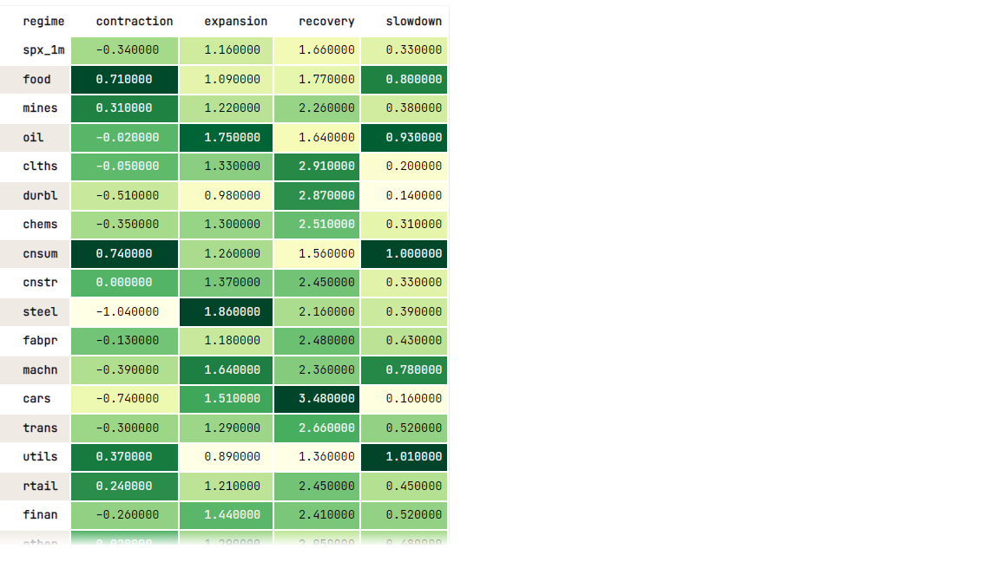 regime contraction expansion recovery slowdown
spx_1m -0.340000 1.160000 1.660000 0.330000
food 0.710000 1.090000 1.770000 0.800000
mines 0.310000 1.220000 2.260000 0.380000
oil -0.020000 1.750000 1.640000 0.930000
clths -0.050000 1.330000 2.910000 0.200000
durbl -0.510000 0.980000 2.870000 0.140000
chems -0.350000 1.300000 2.510000 0.310000
cnsum 0.740000 1.260000 1.560000 1.000000
cnstr 0.000000 1.370000 2.450000 0.330000
steel -1.040000 1.860000 2.160000 0.390000
fabpr -0.130000 1.180000 2.480000 0.430000
machn -0.390000 1.640000 2.360000 0.780000
cars -0.740000 1.510000 3.480000 0.160000
trans -0.300000 1.290000 2.660000 0.520000
utils 0.370000 0.890000 1.360000 1.010000
rtail 0.240000 1.210000 2.450000 0.450000
finan -0.260000 1.440000 2.410000 0.520000